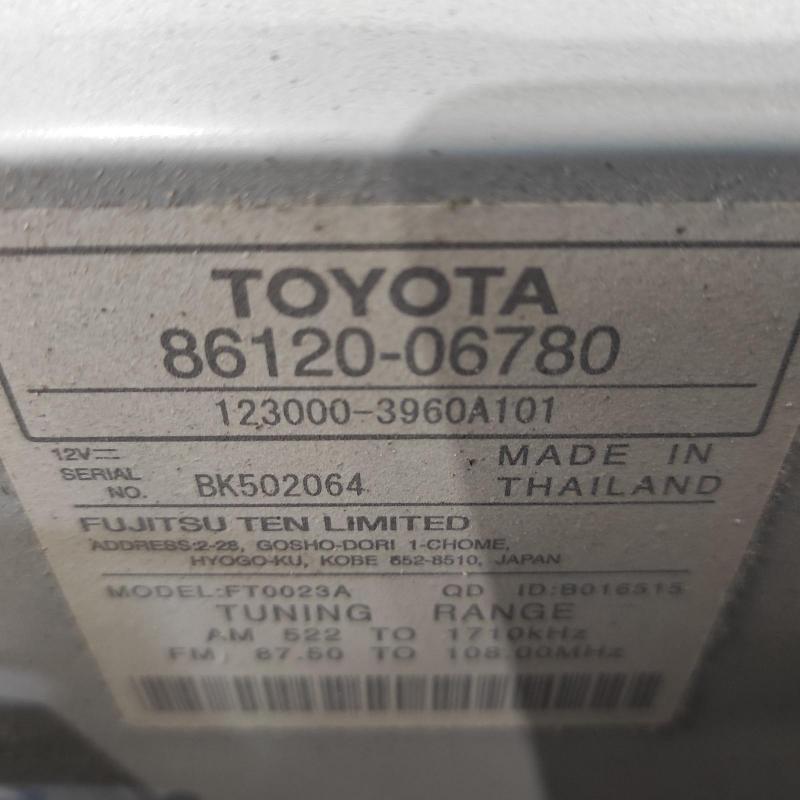 TOYOTA
86120-06780
123000-3960A101
12V⎓
SERIAL NO. BK502064
MADE IN THAILAND
FUJITSU TEN LIMITED
ADDRESS:2-28, GOSHO-DORI 1-CHOME,
HYOGO-KU, KOBE 652-8510, JAPAN
MODEL:FT0023A QD ID:B016515
TUNING RANGE
AM 522 TO 1710kHz
FM 87.50 TO 108.00MHz